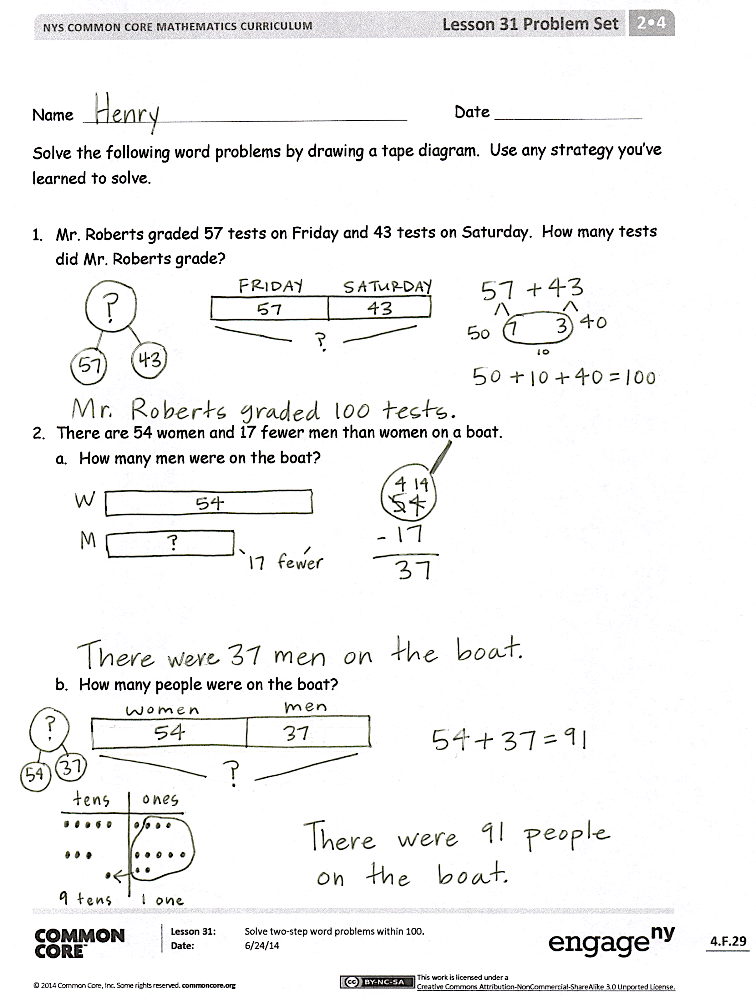 NYS COMMON CORE MATHEMATICS CURRICULUM Lesson 31 Problem Set 2•4
Name Henry Date
Solve the following word problems by drawing a tape diagram. Use any strategy you've
learned to solve.
1. Mr. Roberts graded 57 tests on Friday and 43 tests on Saturday. How many tests
did Mr. Roberts grade?
?
57 43
FRIDAY SATURDAY
57 43
?
57 + 43
50 7 3 40
10
50 + 10 + 40 = 100
Mr. Roberts graded 100 tests.
2. There are 54 women and 17 fewer men than women on a boat.
a. How many men were on the boat?
W 54
M ?
17 fewer
4 14
54
- 17
37
There were 37 men on the boat.
b. How many people were on the boat?
?
54 37
women men
54 37
?
54 + 37 = 91
tens ones
9 tens 1 one
There were 91 people
on the boat.
COMMON
CORE™
Lesson 31: Solve two-step word problems within 100.
Date: 6/24/14
engage ny
4.F.29
© 2014 Common Core, Inc. Some rights reserved. commoncore.org
cc BY-NC-SA
This work is licensed under a
Creative Commons Attribution-NonCommercial-ShareAlike 3.0 Unported License.